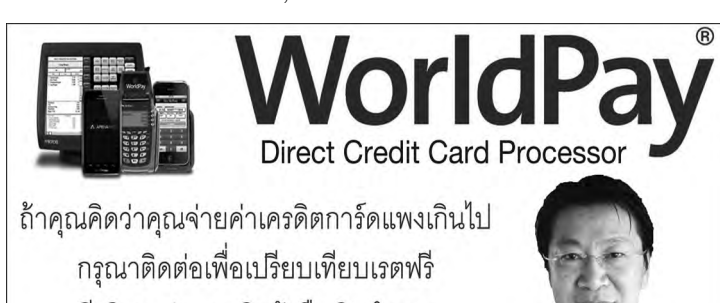 WorldPay®
Direct Credit Card Processor
WorldPay
ถ้าคุณคิดว่าคุณจ่ายค่าเครดิตการ์ดแพงเกินไป
กรุณาติดต่อเพื่อเปรียบเทียบเรตฟรี